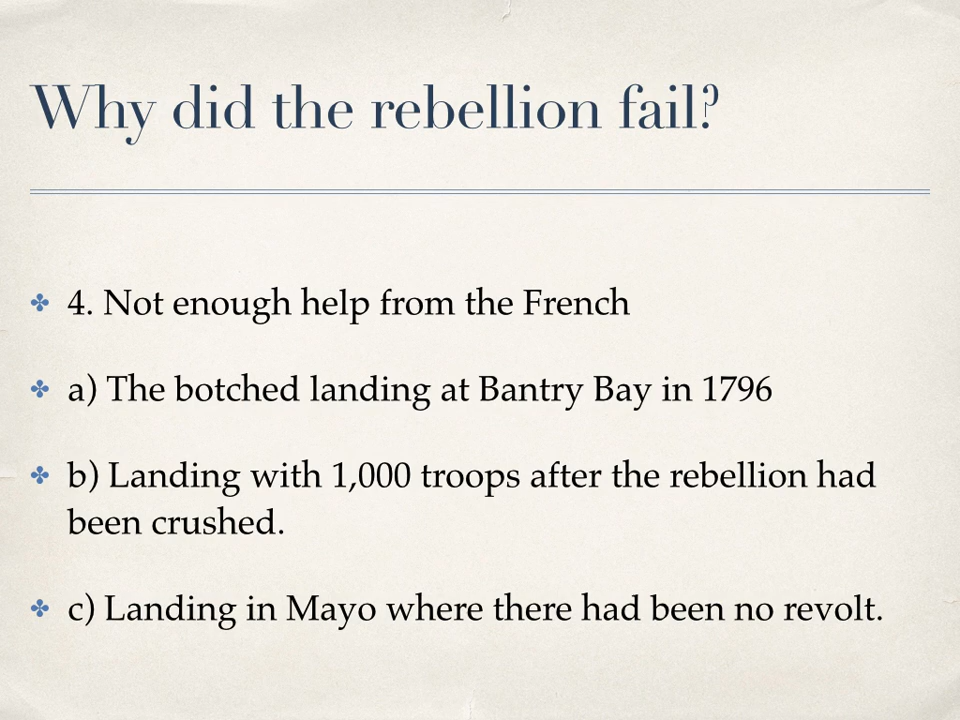 Why did the rebellion fail?
4. Not enough help from the French
a) The botched landing at Bantry Bay in 1796
b) Landing with 1,000 troops after the rebellion had
been crushed.
c) Landing in Mayo where there had been no revolt.